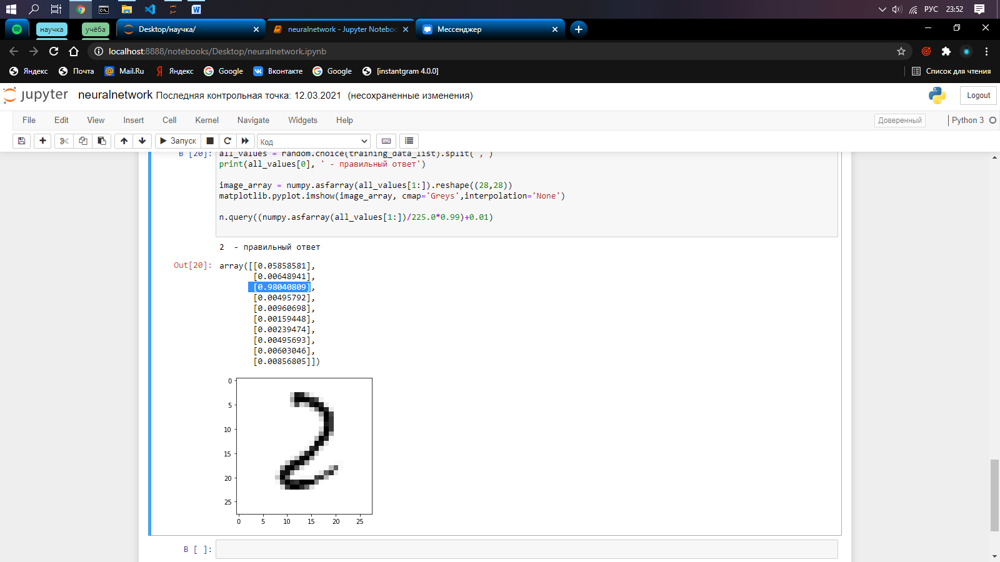 РУС 23:52
научка
учёба
Desktop/научка/
neuralnetwork - Jupyter Notebo
Мессенджер
localhost:8888/notebooks/Desktop/neuralnetwork.ipynb
Яндекс Почта Mail.Ru Яндекс Google Вконтакте Google [instantgram 4.0.0] Список для чтения
jupyter neuralnetwork Последняя контрольная точка: 12.03.2021 (несохраненные изменения) Logout
File Edit View Insert Cell Kernel Navigate Widgets Help Доверенный Python 3
Запуск Код
В [20]: all_values = random.choice(training_data_list).split(',')
print(all_values[0], ' - правильный ответ')
image_array = numpy.asfarray(all_values[1:]).reshape((28,28))
matplotlib.pyplot.imshow(image_array, cmap='Greys',interpolation='None')
n.query((numpy.asfarray(all_values[1:])/225.0*0.99)+0.01)
2  - правильный ответ
Out[20]: array([[0.05858581],
[0.00648941],
[0.98040809],
[0.00495792],
[0.00960698],
[0.00159448],
[0.00239474],
[0.00495693],
[0.00603046],
[0.00856805]])
0
5
10
15
20
25
0 5 10 15 20 25
В [ ]: